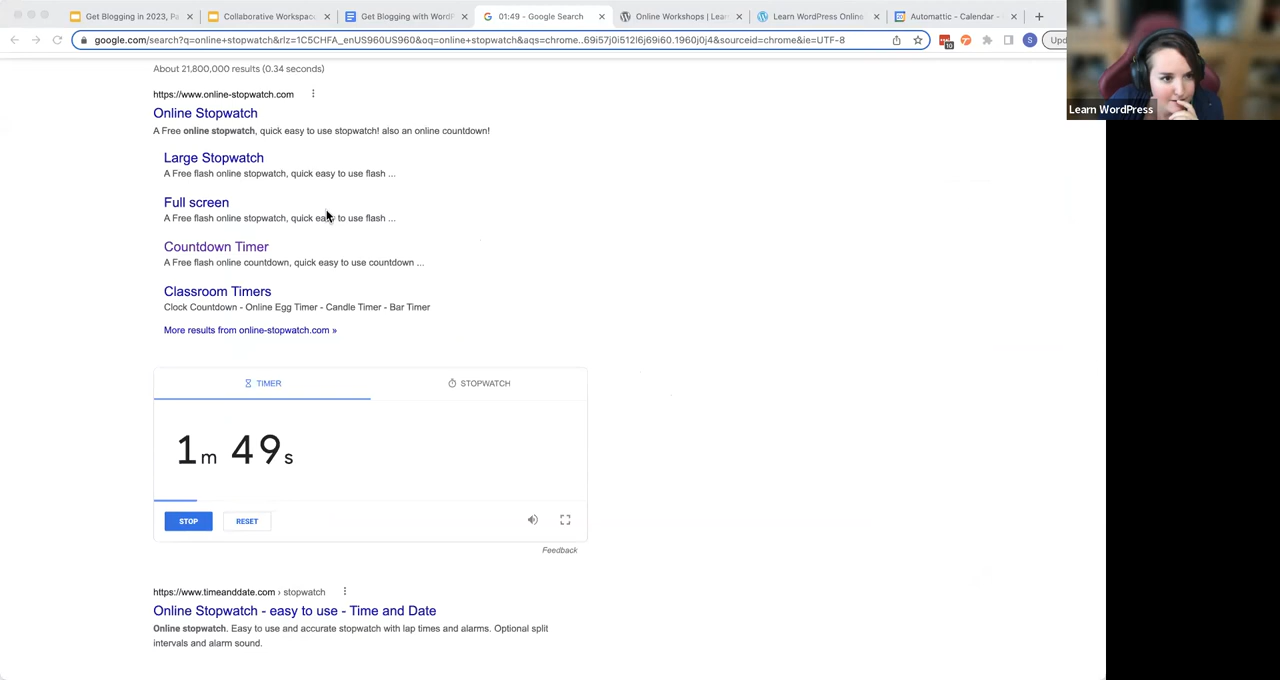 Get Blogging in 2023, Pa
Collaborative Workspace
Get Blogging with WordP
01:49 - Google Search
Online Workshops | Lear
Learn WordPress Online
Automattic - Calendar -
google.com/search?q=online+stopwatch&rlz=1C5CHFA_enUS960US960&oq=online+stopwatch&aqs=chrome..69i57j0i512l6j69i60.1960j0j4&sourceid=chrome&ie=UTF-8
10
S
Upd
Learn WordPress
About 21,800,000 results (0.34 seconds)
https://www.online-stopwatch.com
Online Stopwatch
A Free online stopwatch, quick easy to use stopwatch! also an online countdown!
Large Stopwatch
A Free flash online stopwatch, quick easy to use flash ...
Full screen
A Free flash online stopwatch, quick easy to use flash ...
Countdown Timer
A Free flash online countdown, quick easy to use countdown ...
Classroom Timers
Clock Countdown - Online Egg Timer - Candle Timer - Bar Timer
More results from online-stopwatch.com »
TIMER
STOPWATCH
1m 49s
STOP
RESET
Feedback
https://www.timeanddate.com › stopwatch
Online Stopwatch - easy to use - Time and Date
Online stopwatch. Easy to use and accurate stopwatch with lap times and alarms. Optional split
intervals and alarm sound.